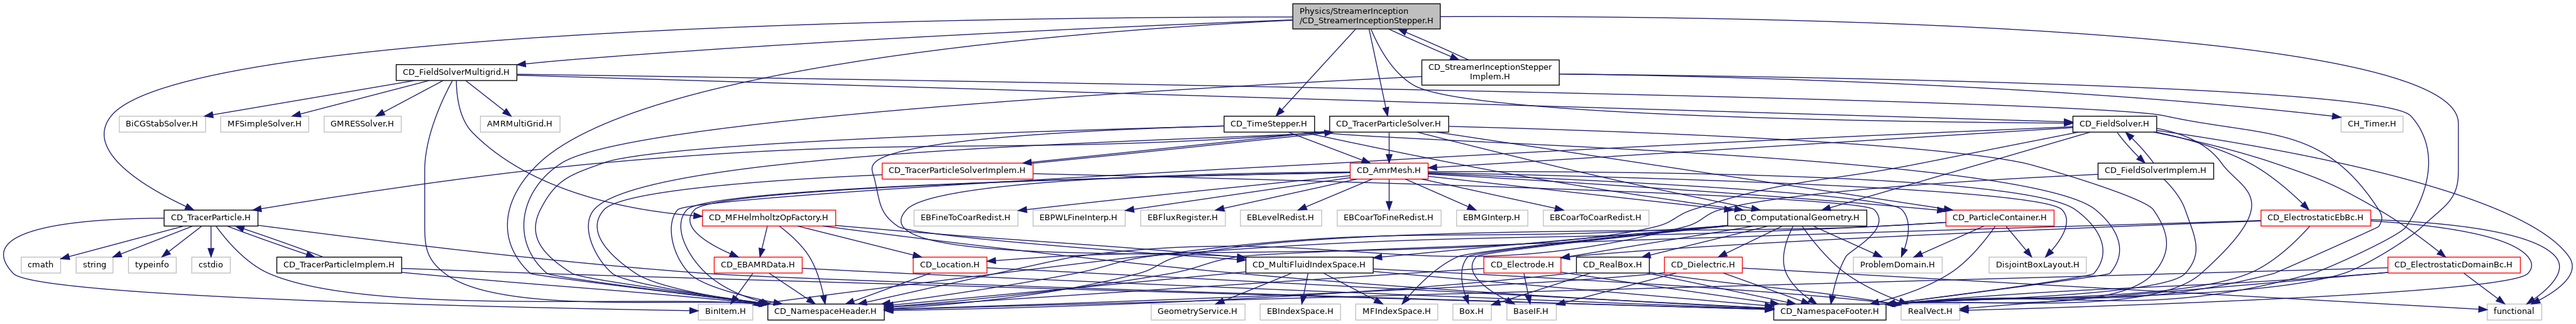 Physics/StreamerInception
/CD_StreamerInceptionStepper.H
CD_FieldSolverMultigrid.H
CD_StreamerInceptionStepper
Implem.H
BiCGStabSolver.H
MFSimpleSolver.H
GMRESSolver.H
AMRMultiGrid.H
CD_TimeStepper.H
CD_TracerParticleSolver.H
CD_FieldSolver.H
CH_Timer.H
CD_TracerParticleSolverImplem.H
CD_AmrMesh.H
CD_FieldSolverImplem.H
CD_TracerParticle.H
CD_MFHelmholtzOpFactory.H
EBFineToCoarRedist.H
EBPWLFineInterp.H
EBFluxRegister.H
EBLevelRedist.H
EBCoarToFineRedist.H
EBMGInterp.H
EBCoarToCoarRedist.H
CD_ComputationalGeometry.H
CD_ParticleContainer.H
CD_ElectrostaticEbBc.H
cmath
string
typeinfo
cstdio
CD_TracerParticleImplem.H
CD_EBAMRData.H
CD_Location.H
CD_MultiFluidIndexSpace.H
CD_Electrode.H
CD_RealBox.H
CD_Dielectric.H
ProblemDomain.H
DisjointBoxLayout.H
CD_ElectrostaticDomainBc.H
BinItem.H
CD_NamespaceHeader.H
GeometryService.H
EBIndexSpace.H
MFIndexSpace.H
Box.H
BaseIF.H
CD_NamespaceFooter.H
RealVect.H
functional